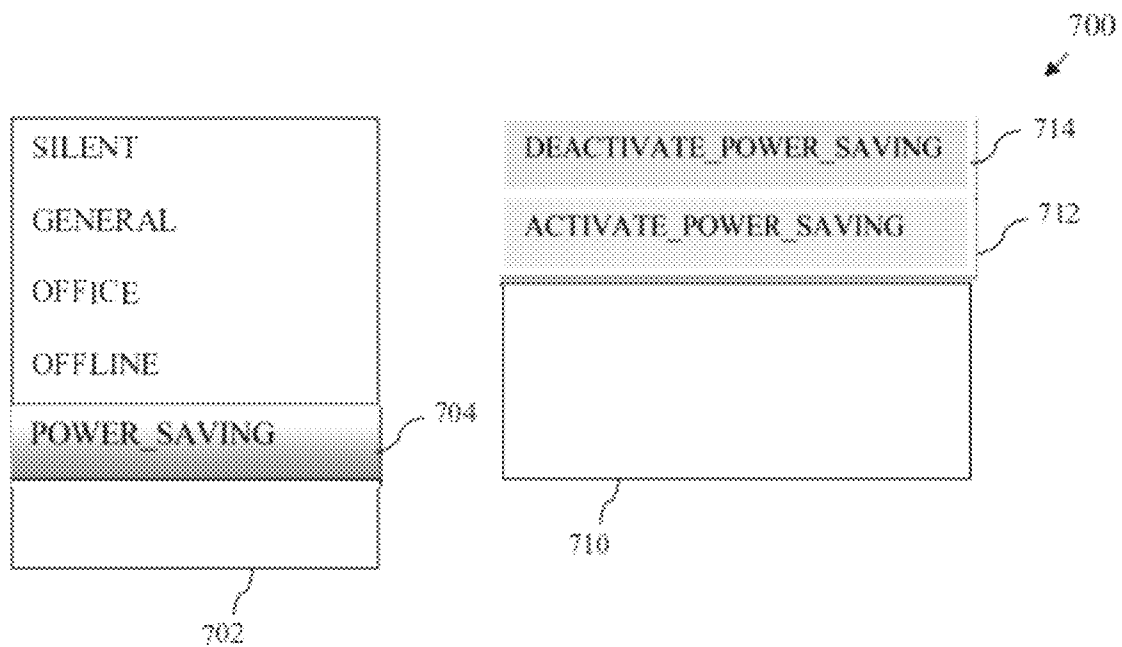 700
SILENT
GENERAL
OFFICE
OFFLINE
POWER_SAVING
704
702
DEACTIVATE_POWER_SAVING
714
ACTIVATE_POWER_SAVING
712
710